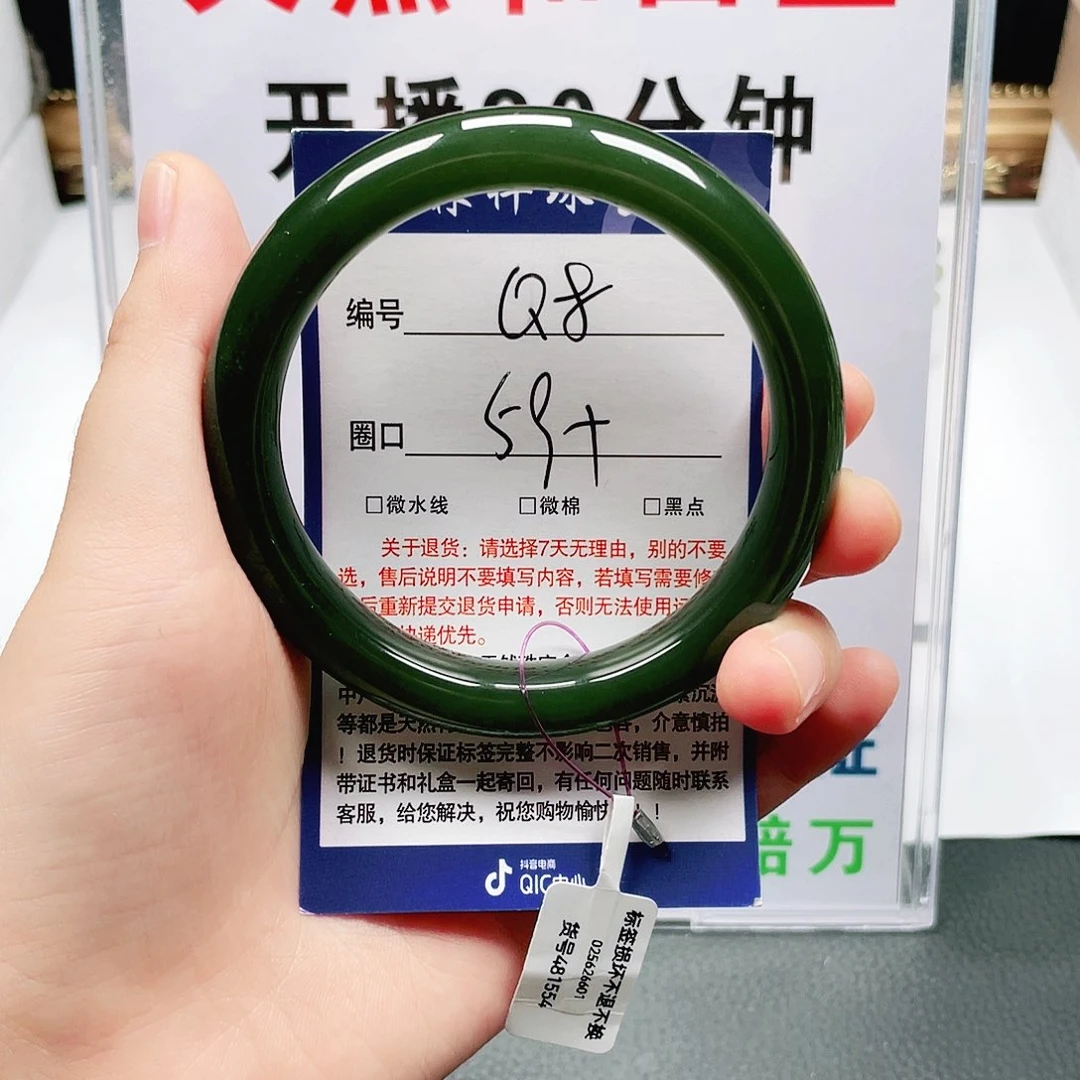 开播30分钟
编号 Q8
圈口 59+
□微水线 □微棉 □黑点
关于退货：请选择7天无理由，别的不要
选，售后说明不要填写内容，若填写需要修
后重新提交退货申请，否则无法使用
快递优先。
等都是天然 介意慎拍
！退货时保证标签完整不影响二次销售，并附
带证书和礼盒一起寄回，有任何问题随时联系
客服，给您解决，祝您购物愉快！
证
倍万
抖音电商
QIC中心
标签损坏不退不换
025626601
货号481554